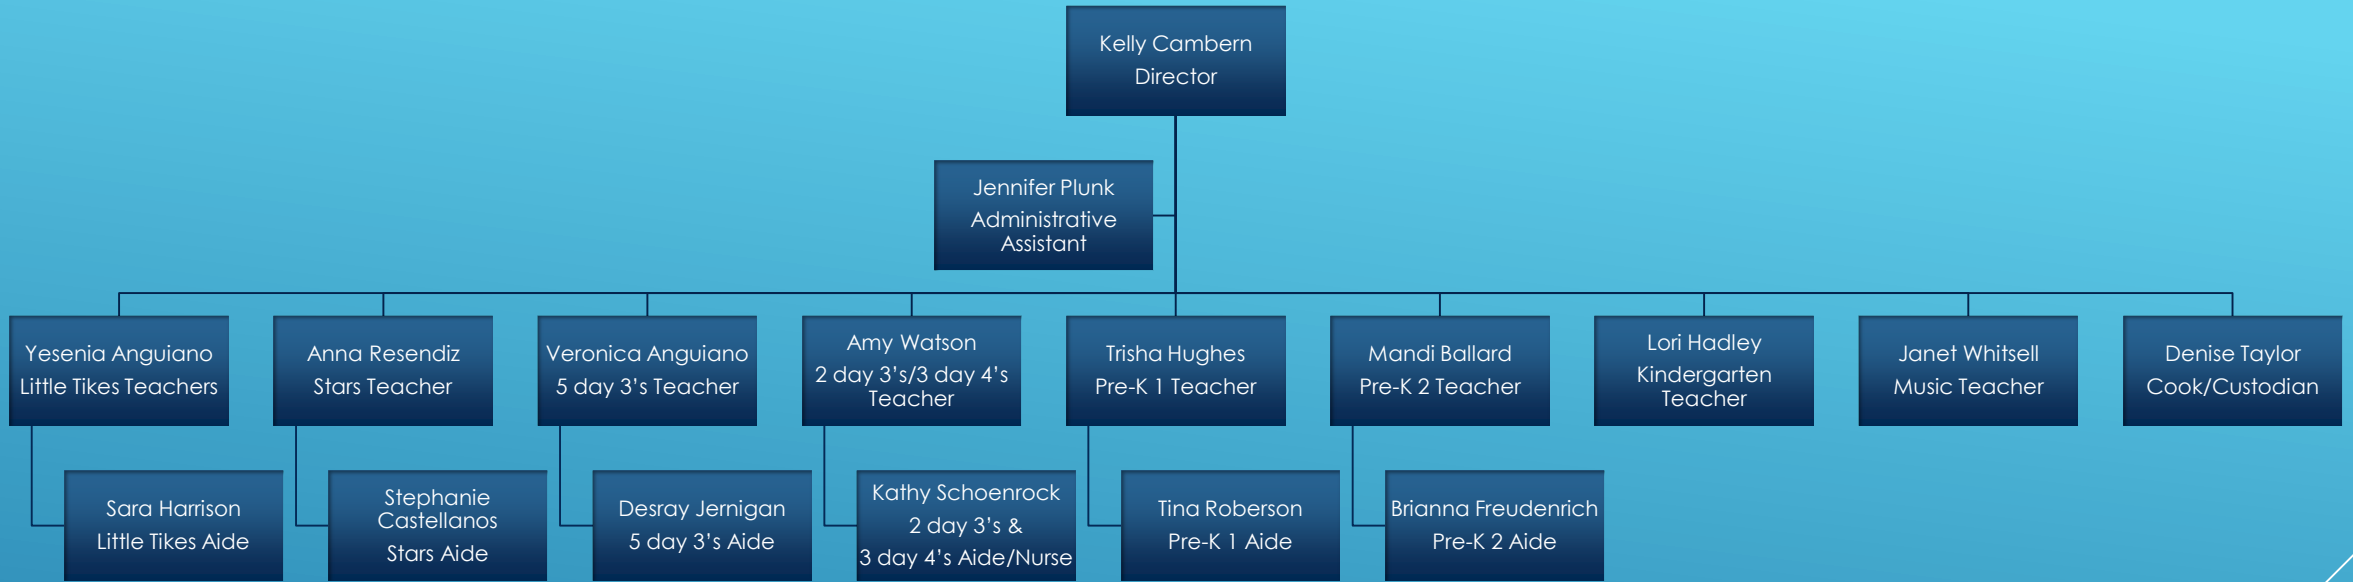 Kelly Cambern
Director
Jennifer Plunk
Administrative
Assistant
Yesenia Anguiano
Little Tikes Teachers
Anna Resendiz
Stars Teacher
Veronica Anguiano
5 day 3’s Teacher
Amy Watson
2 day 3’s/3 day 4’s
Teacher
Trisha Hughes
Pre-K 1 Teacher
Mandi Ballard
Pre-K 2 Teacher
Lori Hadley
Kindergarten
Teacher
Janet Whitsell
Music Teacher
Denise Taylor
Cook/Custodian
Sara Harrison
Little Tikes Aide
Stephanie
Castellanos
Stars Aide
Desray Jernigan
5 day 3’s Aide
Kathy Schoenrock
2 day 3’s &
3 day 4’s Aide/Nurse
Tina Roberson
Pre-K 1 Aide
Brianna Freudenrich
Pre-K 2 Aide